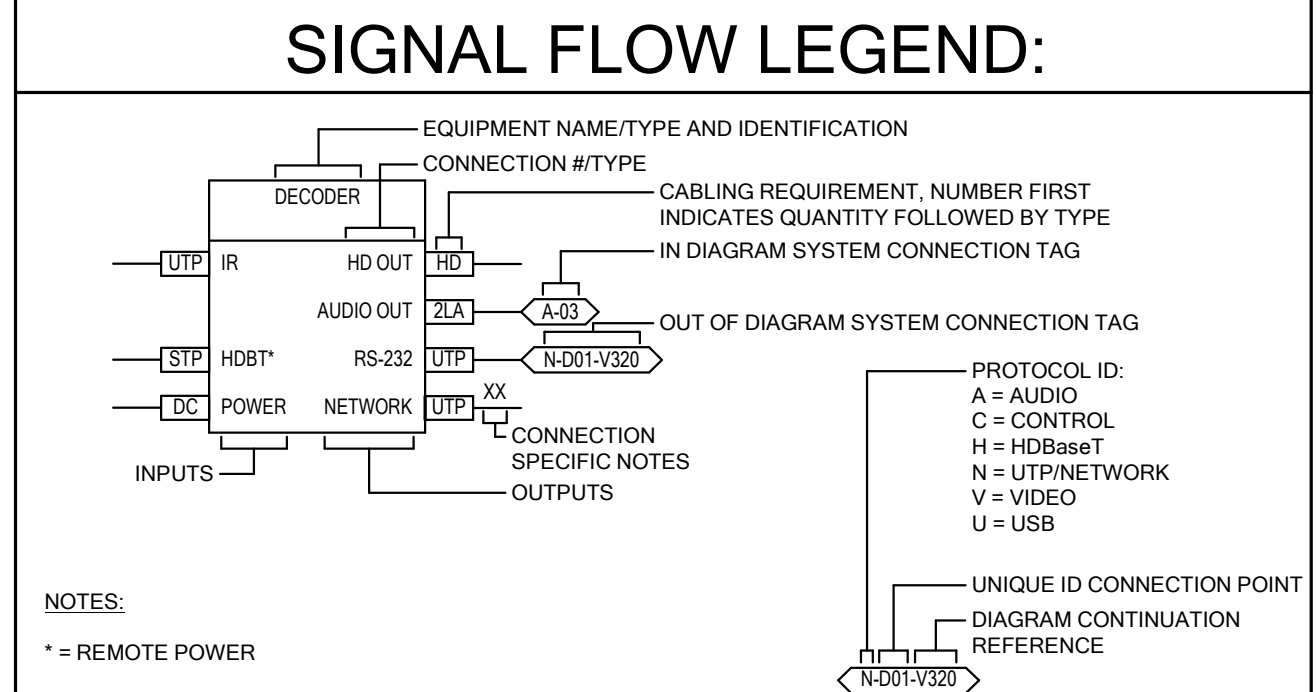 SIGNAL FLOW LEGEND:
EQUIPMENT NAME/TYPE AND IDENTIFICATION
CONNECTION #/TYPE
DECODER
CABLING REQUIREMENT, NUMBER FIRST
INDICATES QUANTITY FOLLOWED BY TYPE
IN DIAGRAM SYSTEM CONNECTION TAG
UTP IR HD OUT HD
AUDIO OUT 2LA A-03
OUT OF DIAGRAM SYSTEM CONNECTION TAG
STP HDBT* RS-232 UTP N-D01-V320
DC POWER NETWORK UTP XX
CONNECTION
SPECIFIC NOTES
INPUTS
OUTPUTS
PROTOCOL ID:
A = AUDIO
C = CONTROL
H = HDBaseT
N = UTP/NETWORK
V = VIDEO
U = USB
UNIQUE ID CONNECTION POINT
DIAGRAM CONTINUATION
REFERENCE
N-D01-V320
NOTES:
* = REMOTE POWER